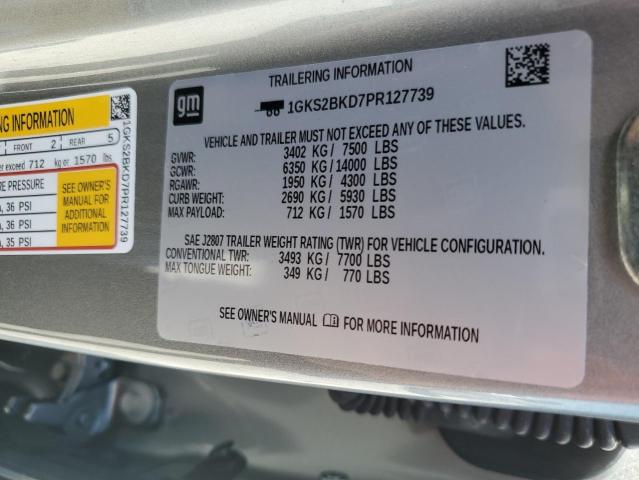 NG INFORMATION
FRONT 2 REAR 5
er exceed 712 kg or 1570 lbs.
RE PRESSURE
A, 36 PSI
A, 36 PSI
A, 35 PSI
SEE OWNER'S
MANUAL FOR
ADDITIONAL
INFORMATION
1GKS2BKD7PR127739
gm
TRAILERING INFORMATION
1GKS2BKD7PR127739
VEHICLE AND TRAILER MUST NOT EXCEED ANY OF THESE VALUES.
GVWR: 3402 KG / 7500 LBS
GCWR: 6350 KG / 14000 LBS
RGAWR: 1950 KG / 4300 LBS
CURB WEIGHT: 2690 KG / 5930 LBS
MAX PAYLOAD: 712 KG / 1570 LBS
SAE J2807 TRAILER WEIGHT RATING (TWR) FOR VEHICLE CONFIGURATION.
CONVENTIONAL TWR: 3493 KG / 7700 LBS
MAX TONGUE WEIGHT: 349 KG / 770 LBS
SEE OWNER'S MANUAL FOR MORE INFORMATION